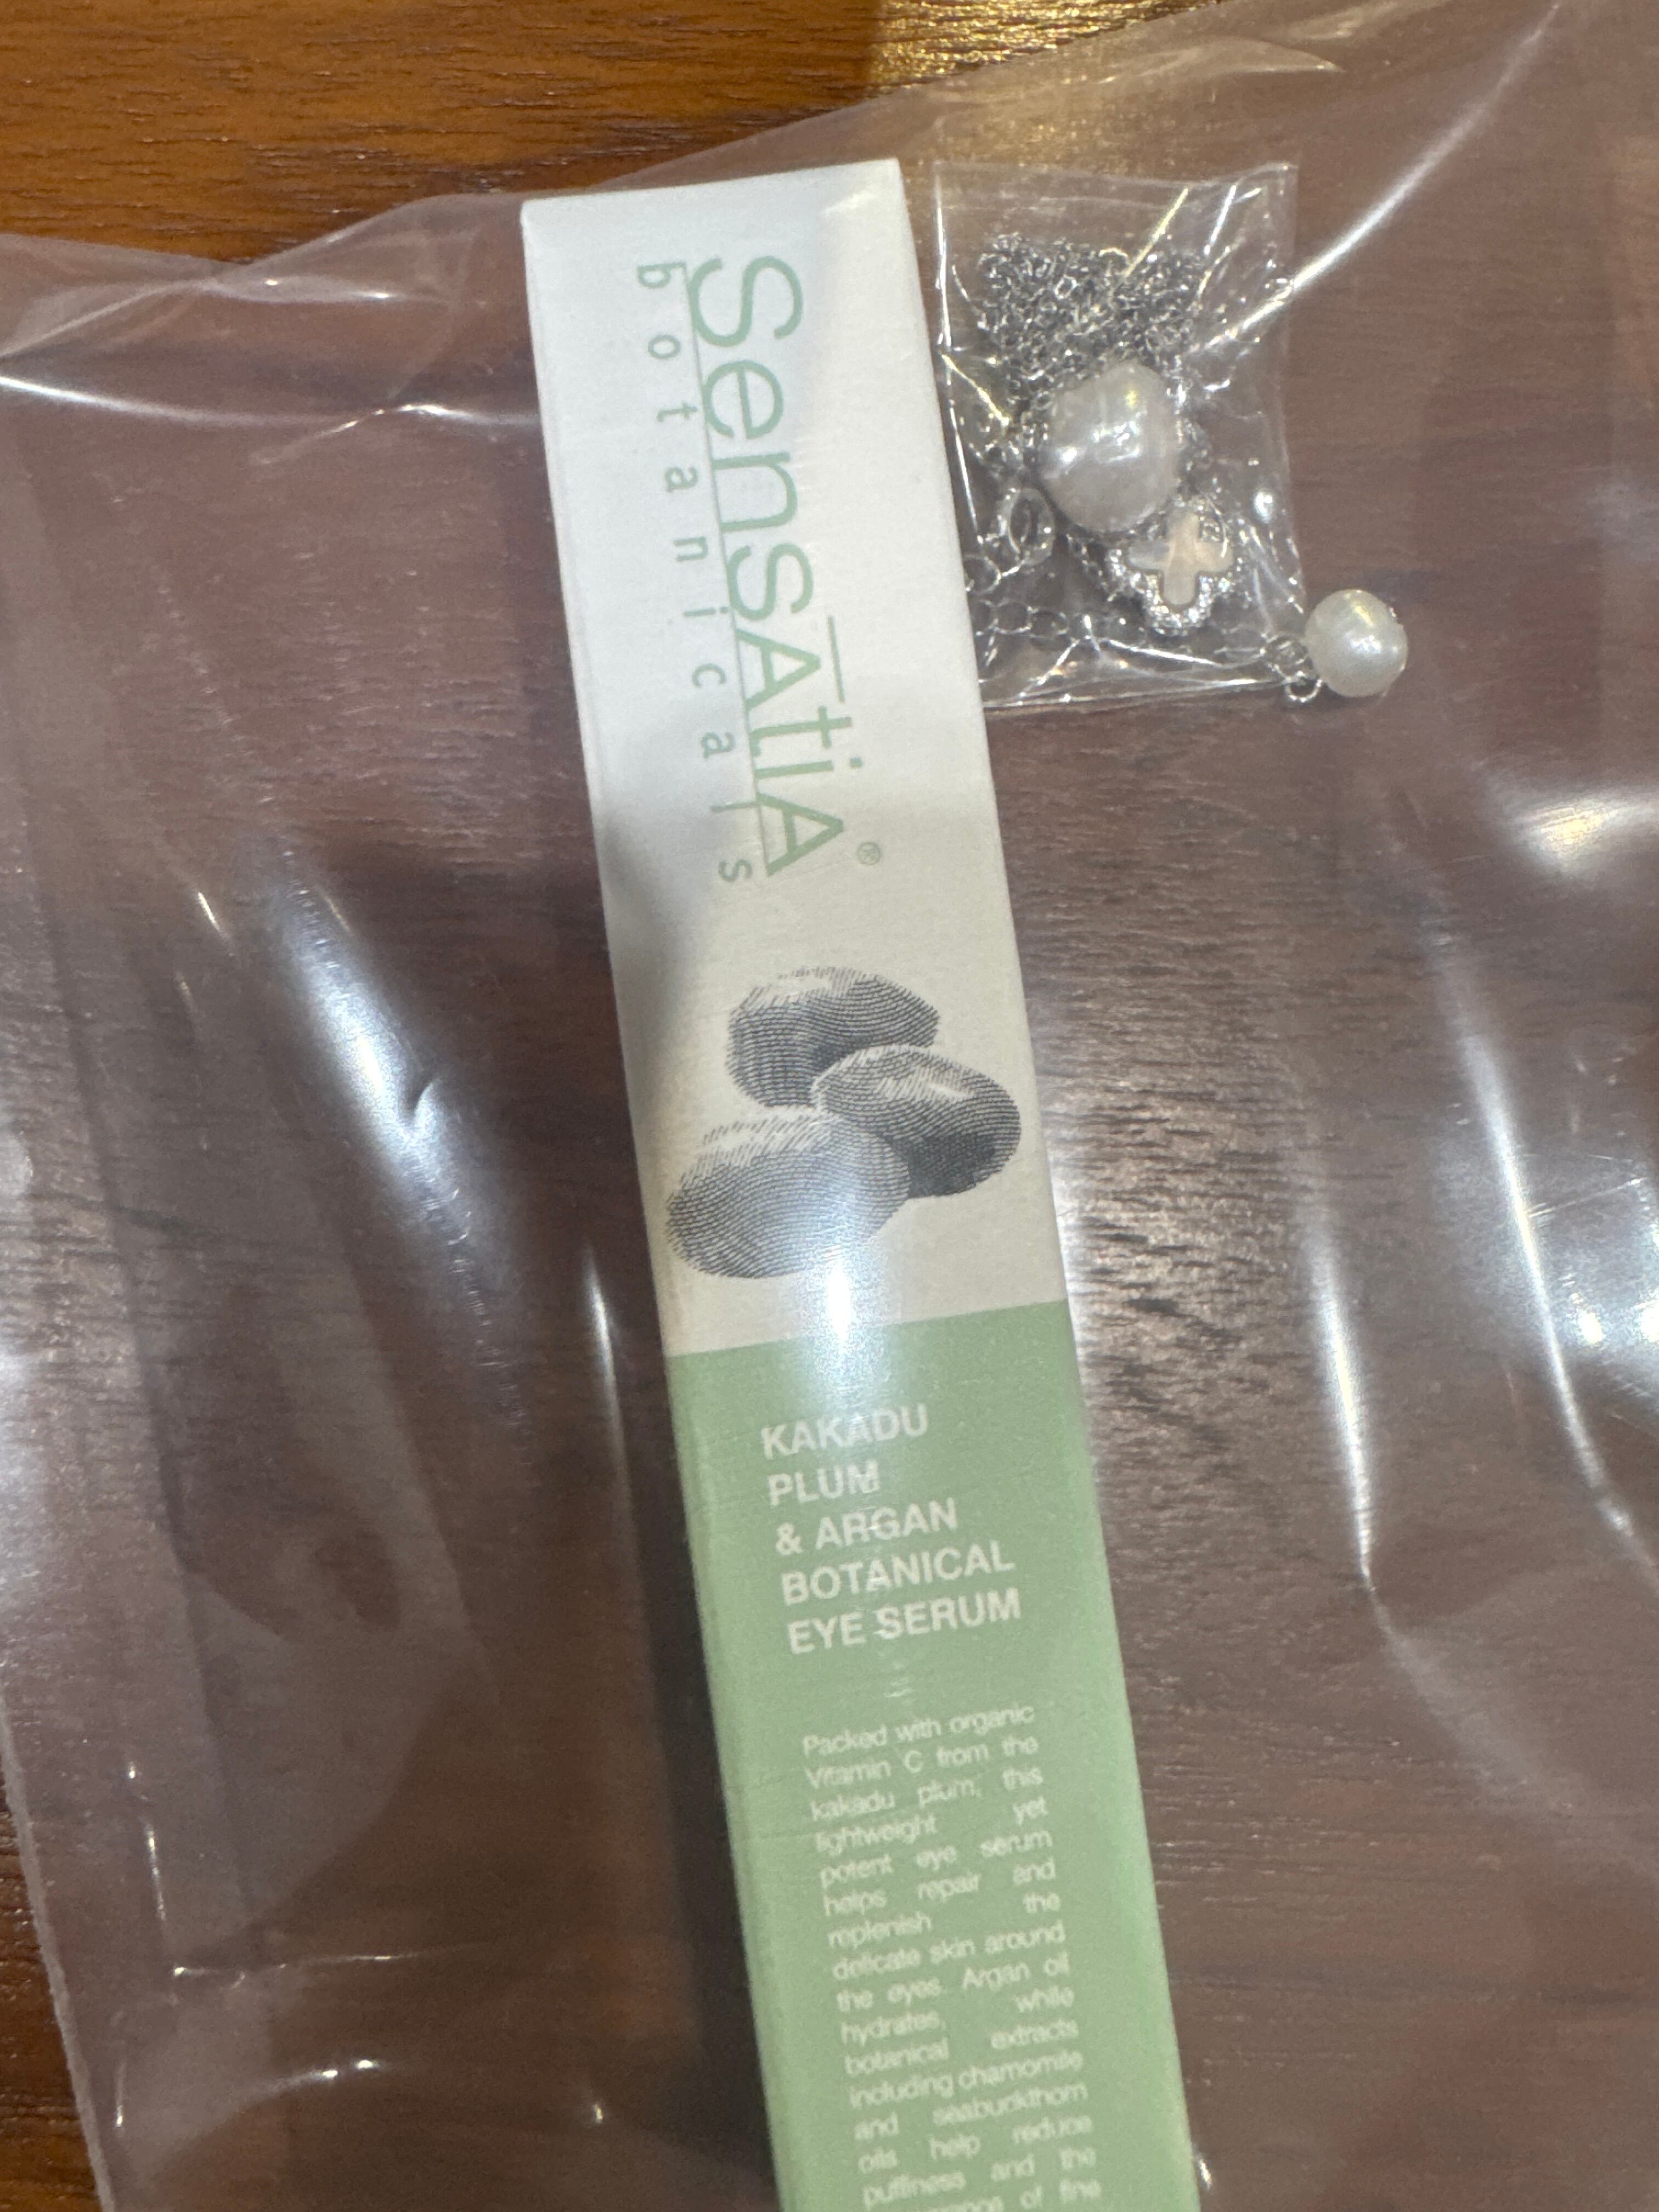 SensAtiA®
botanicals
KAKADU
PLUM
& ARGAN
BOTANICAL
EYE SERUM
Packed with organic
Vitamin C from the
kakadu plum, this
lightweight yet
potent eye serum
helps repair and
replenish the
delicate skin around
the eyes. Argan oil
hydrates, while
botanical extracts
including chamomile
and seabuckthorn
oils help reduce
puffiness and the
of fine